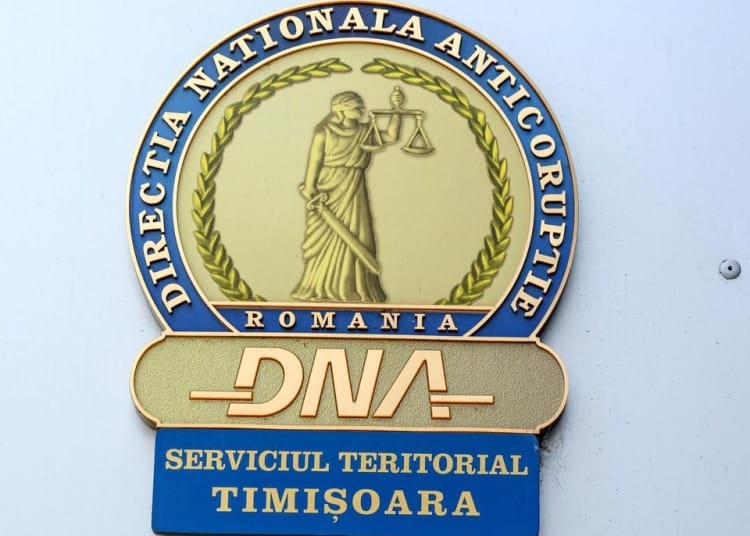 DIRECTIA NATIONALA ANTICORUPTIE
ROMANIA
DNA
SERVICIUL TERITORIAL
TIMIȘOARA